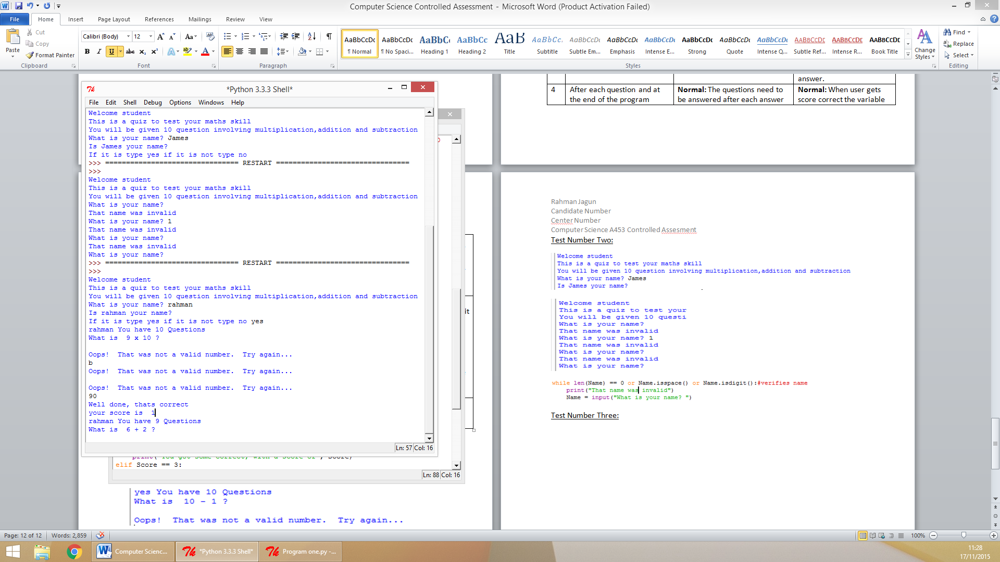 Computer Science Controlled Assessment - Microsoft Word (Product Activation Failed)
File Home Insert Page Layout References Mailings Review View
Paste
Cut
Copy
Format Painter
Clipboard
Calibri (Body) 12
Font
Paragraph
AaBbCcDc AaBbCcDc AaBbCc AaBbCc AaB AaBbCc. AaBbCcDc AaBbCcDc AaBbCcDc AaBbCcDc AaBbCcDc AaBbCcDc AABBCCDE AABBCCDE AABBCCDE
¶ Normal ¶ No Spaci... Heading 1 Heading 2 Title Subtitle Subtle Em... Emphasis Intense E... Strong Quote Intense Q... Subtle Ref... Intense R... Book Title
Change Styles
Styles
Find
Replace
Select
Editing
*Python 3.3.3 Shell*
File Edit Shell Debug Options Windows Help
Welcome student
This is a quiz to test your maths skill
You will be given 10 question involving multiplication,addition and subtraction
What is your name? James
Is James your name?
If it is type yes if it is not type no
>>> ================================ RESTART ================================
>>>
Welcome student
This is a quiz to test your maths skill
You will be given 10 question involving multiplication,addition and subtraction
What is your name?
That name was invalid
What is your name? 1
That name was invalid
What is your name?
That name was invalid
What is your name?
>>> ================================ RESTART ================================
>>>
Welcome student
This is a quiz to test your maths skill
You will be given 10 question involving multiplication,addition and subtraction
What is your name? rahman
Is rahman your name?
If it is type yes if it is not type no yes
rahman You have 10 Questions
What is  9 x 10 ?
Oops!  That was not a valid number.  Try again...
b
Oops!  That was not a valid number.  Try again...
Oops!  That was not a valid number.  Try again...
90
Well done, thats correct
your score is  1
rahman You have 9 Questions
What is  6 + 2 ?
Ln: 57 Col: 16
it
elif Score == 3:
Ln: 88 Col: 16
yes You have 10 Questions
What is  10 - 1 ?
Oops!  That was not a valid number.  Try again...
answer.
4 After each question and at the end of the program
Normal: The questions need to be answered after each answer
Normal: When user gets score correct the variable
Rahman Jagun
Candidate Number
Center Number
Computer Science A453 Controlled Assesment
Test Number Two:
Welcome student
This is a quiz to test your maths skill
You will be given 10 question involving multiplication,addition and subtraction
What is your name? James
Is James your name?
Welcome student
This is a quiz to test your
You will be given 10 questi
What is your name?
That name was invalid
What is your name? 1
That name was invalid
What is your name?
That name was invalid
What is your name?
while len(Name) == 0 or Name.isspace() or Name.isdigit():#verifies name
print("That name was invalid")
Name = input("What is your name? ")
Test Number Three:
Page: 12 of 12 Words: 2,859 100%
Computer Scienc... *Python 3.3.3 Shell* Program one.py -...
11:28
17/11/2015